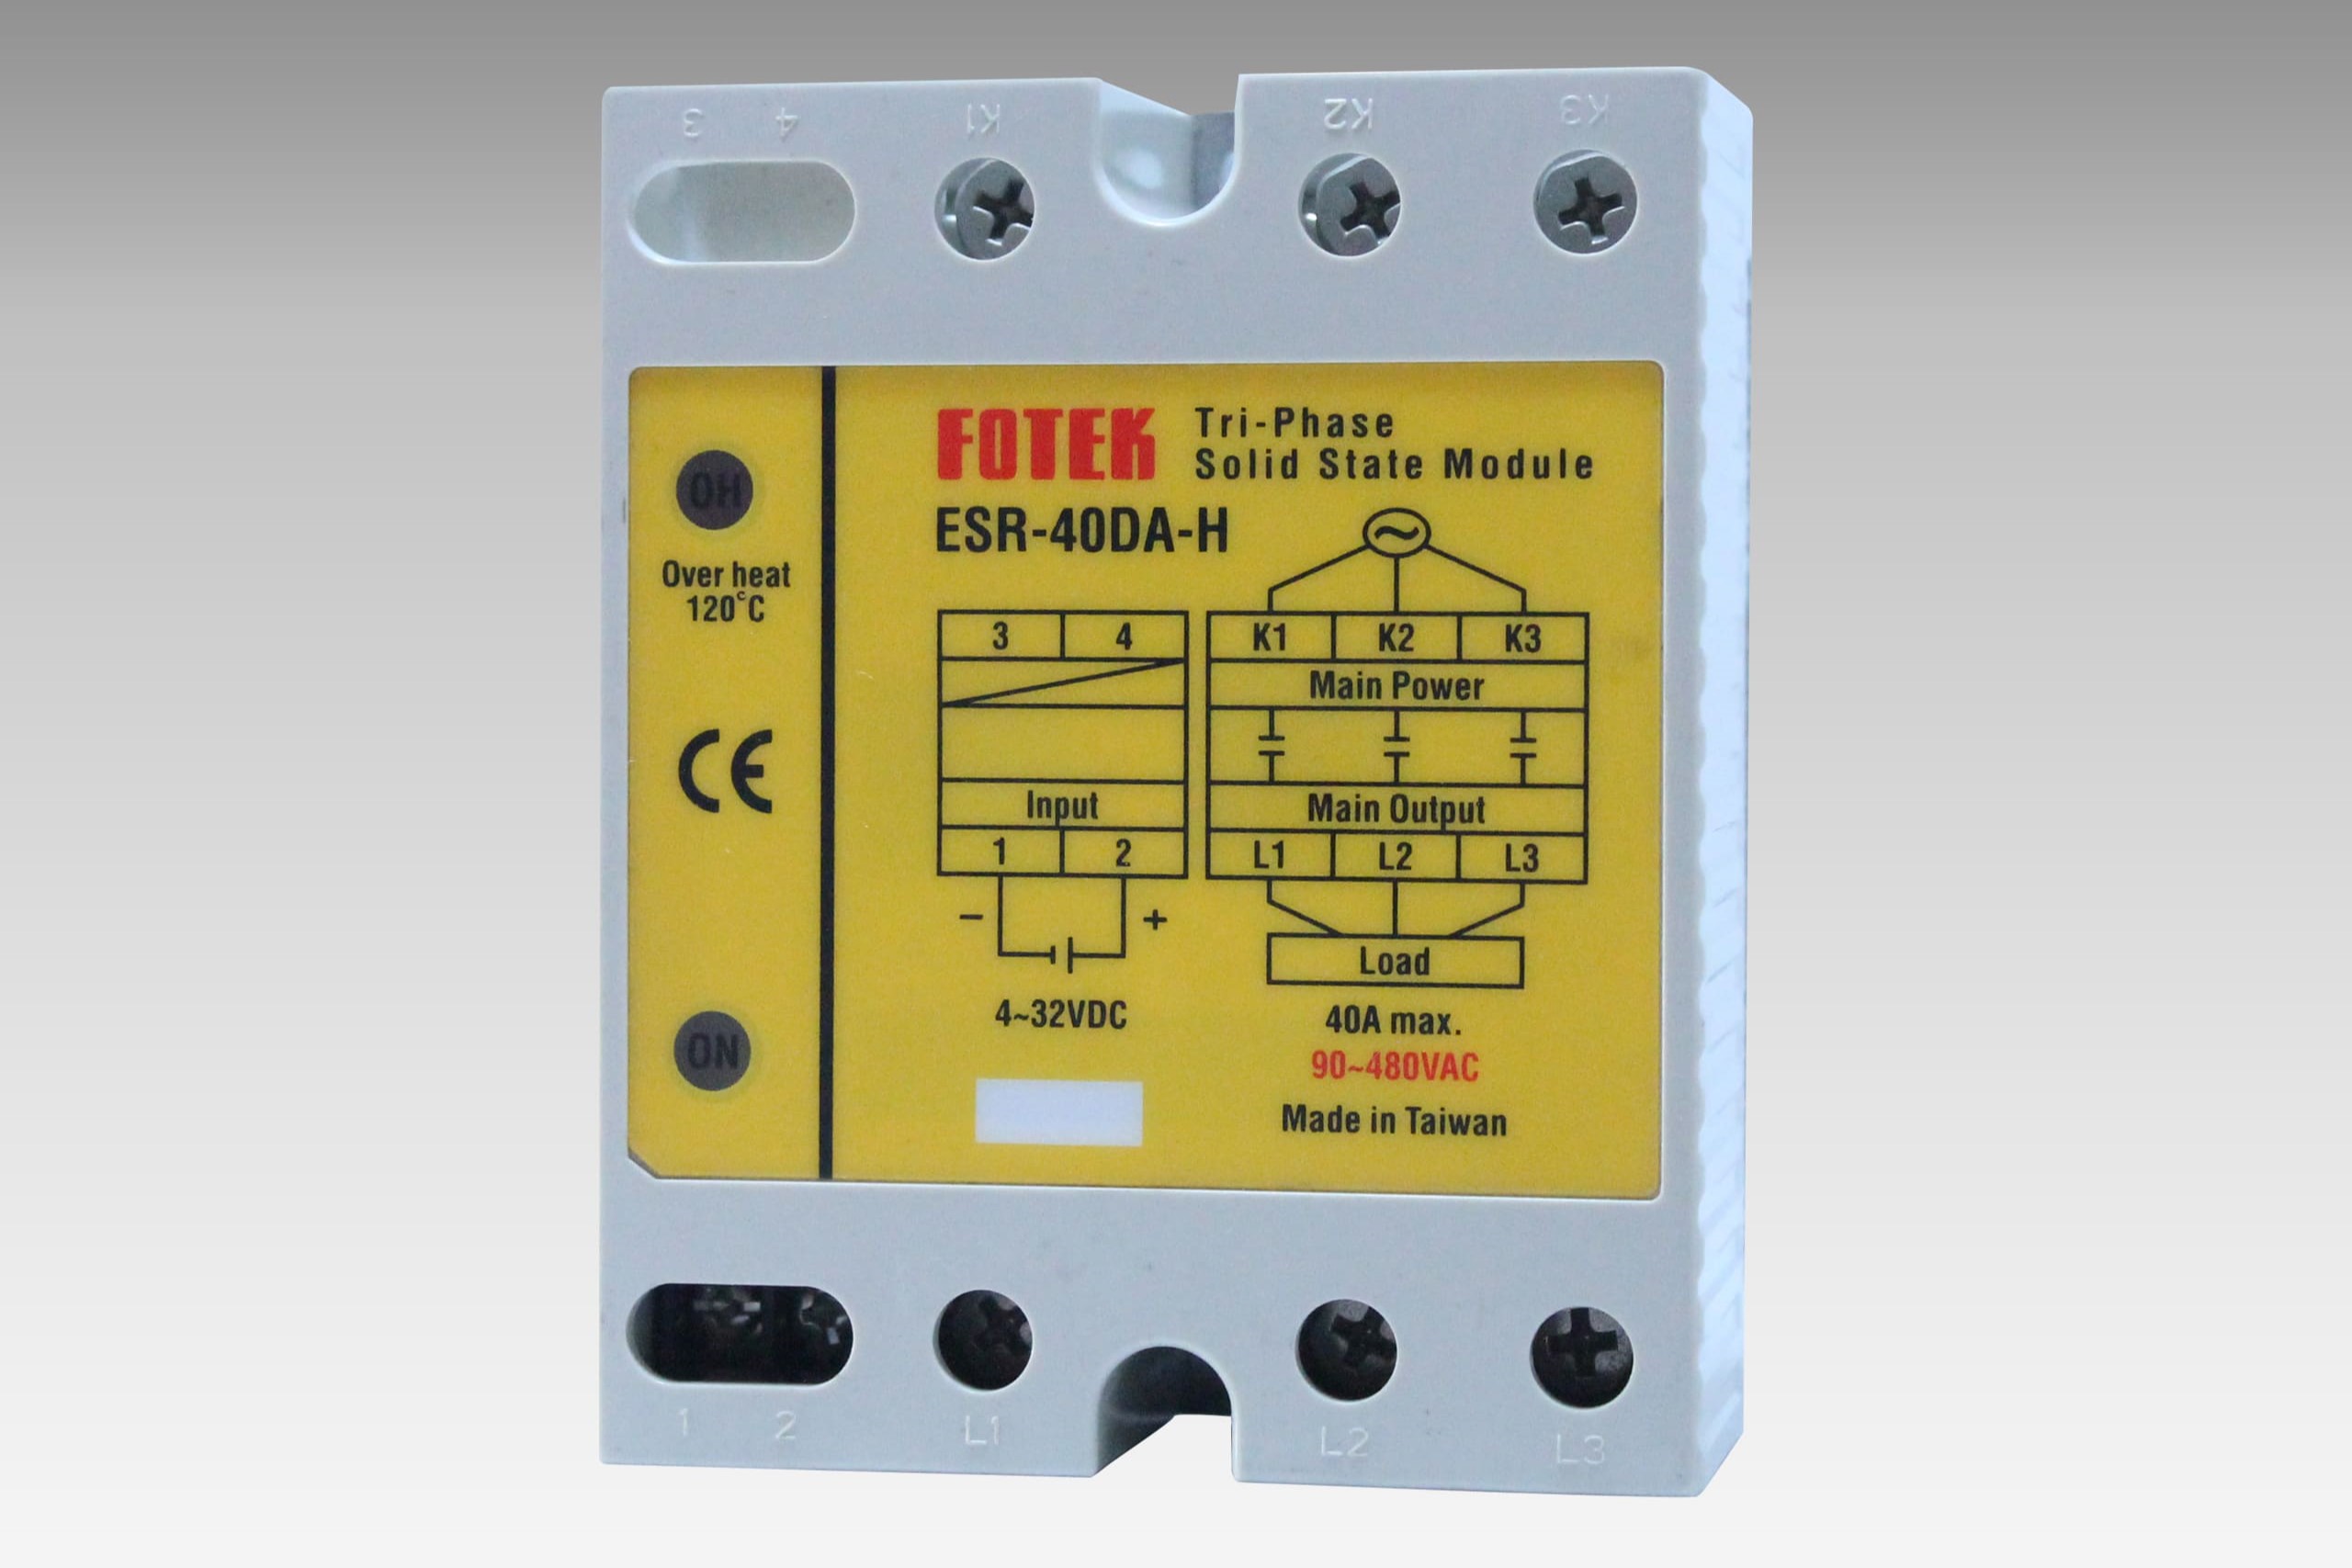 3 4 K1 K2 K3
FOTEK Tri-Phase
Solid State Module
ESR-40DA-H
OH
Over heat
120°C
CE
ON
3 4
Input
1 2
- +
4~32VDC
~
K1 K2 K3
Main Power
Main Output
L1 L2 L3
Load
40A max.
90~480VAC
Made in Taiwan
1 2 L1 L2 L3